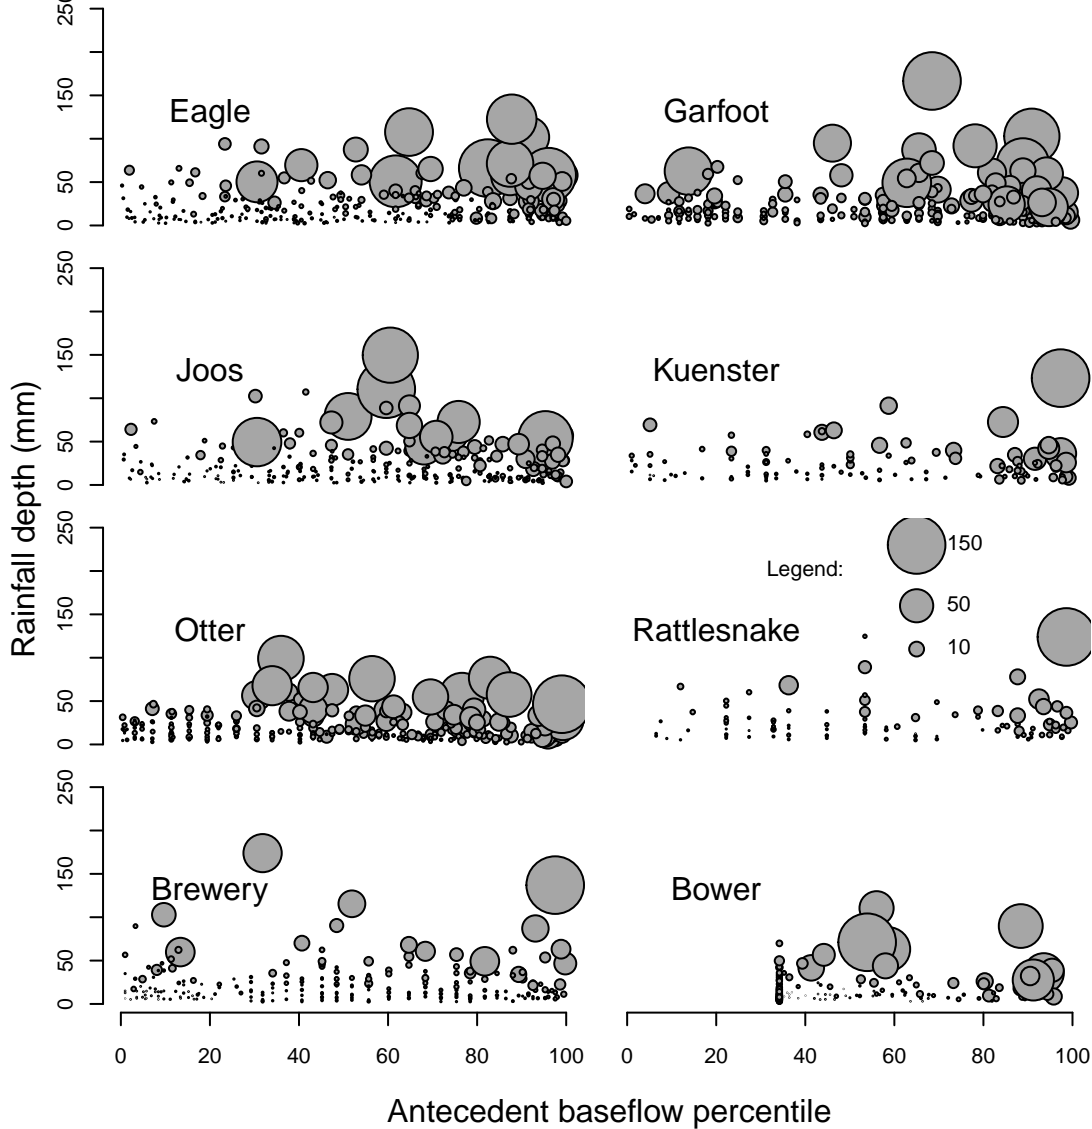 250
150
50
0
Eagle
Garfoot
250
150
50
0
Joos
Kuenster
Rainfall depth (mm)
250
150
50
0
Otter
Rattlesnake
Legend:
150
50
10
250
150
50
0
Brewery
Bower
0 20 40 60 80 100
0 20 40 60 80 100
Antecedent baseflow percentile